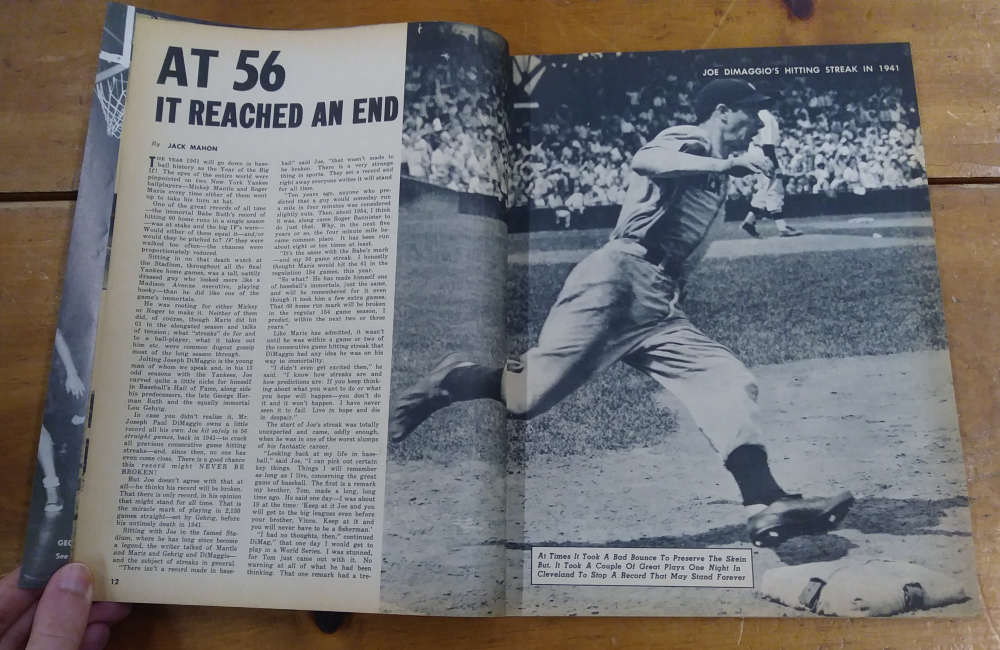 AT 56
IT REACHED AN END
By JACK MAHON
THE YEAR 1961 will go down in base-
ball history as the Year of the Big
If! The eyes of the entire world were
pinpointed on the two New York Yankee
ballplayers—Mickey Mantle and Roger
Maris every time either of them went
up to take his turn at bat.
One of the great records of all time
—the immortal Babe Ruth's record of
hitting 60 home runs in a single season
—was at stake and the big IF's were—
Would either of them equal it—and/or
would they be pitched to? IF they were
walked too often—the chances were
proportionately reduced.
Sitting in on that death watch at
the Stadium, throughout all the final
Yankee home games, was a tall, nattily
dressed guy who looked more like a
Madison Avenue executive, playing
hooky—than he did like one of the
game's immortals.
He was rooting for either Mickey
or Roger to make it. Neither of them
did, of course, though Maris did hit
61 in the elongated season and talks
of tension; what "streaks" do for and
to a ball-player, what it takes out
him etc. were common dugout gossip
most of the long season through.
Jolting Joseph DiMaggio is the young
man of whom we speak and, in his 13
odd seasons with the Yankees, Joe
carved quite a little niche for himself
in Baseball's Hall of Fame, along side
his predecessors, the late George Her-
man Ruth and the equally immortal
Lou Gehrig.
In case you didn't realize it, Mr.
Joseph Paul DiMaggio owns a little
record all his own. Joe hit safely in 56
straight games, back in 1941—to crack
all previous consecutive game hitting
streaks—and, since then, no one has
even come close. There is a good chance
this record might NEVER BE
BROKEN!
But Joe doesn't agree with that at
all—he thinks his record will be broken.
That there is only record, in his opinion
that might stand for all time. That is
the miracle mark of playing in 2,130
games straight—set by Gehrig, before
his untimely death in 1941.
Sitting with Joe in the famed Sta-
dium, where he has long since become
a legend, the writer talked of Mantle
and Maris and Gehrig and DiMaggio—
and the subject of streaks in general.
"There isn't a record made in base-
ball" said Joe, "that wasn't made to
be broken. There is a very strange
thing in sports. They set a record and
right away everyone writes it will stand
for all time.
"Ten years ago, anyone who pre-
dicted that a guy would someday run
a mile in four minutes was considered
slightly nuts. Then, about 1954, I think
it was, along came Roger Bannister to
do just that. Why, in the next five
years or so, the four minute mile be-
came common place. It has been run
about eight or ten times at least.
"It's the same with the Babe's mark
—and my 56 game streak. I honestly
thought Maris would hit the 61 in the
regulation 154 games, this year.
"So what? He has made himself one
of baseball's immortals, just the same,
and will be remembered for it even
though it took him a few extra games.
That 60 home run mark will be broken
in the regular 154 game season, I
predict, within the next two or three
years."
Like Maris has admitted, it wasn't
until he was within a game or two of
the consecutive game hitting streak that
DiMaggio had any idea he was on his
way to immortality.
"I didn't even get excited then," he
said. "I know how streaks are and
how predictions are. If you keep think-
ing about what you want to do or what
you hope will happen—you don't do
it and it won't happen. I have never
seen it to fail. Live in hope and die
in despair."
The start of Joe's streak was totally
unexpected and came, oddly enough,
when he was in one of the worst slumps
of his fantastic career.
"Looking back at my life in base-
ball," said Joe, "I can pick out certain
key things. Things I will remember
as long as I live, concerning the great
game of baseball. The first is a remark
my brother, Tom, made a long, long
time ago. He said one day—I was about
19 at the time: 'Keep at it Joe and you
will get to the big leagues even before
your brother, Vince. Keep at it and
you will never have to be a fisherman.'
"I had no thoughts, then," continued
DiMag, "that one day I would get to
play in a World Series. I was stunned,
for Tom just came out with it. No
warning at all of what he had been
thinking. That one remark had a tre-
12
GEO
See
JOE DIMAGGIO'S HITTING STREAK IN 1941
At Times It Took A Bad Bounce To Preserve The Skein
But, It Took A Couple Of Great Plays One Night In
Cleveland To Stop A Record That May Stand Forever